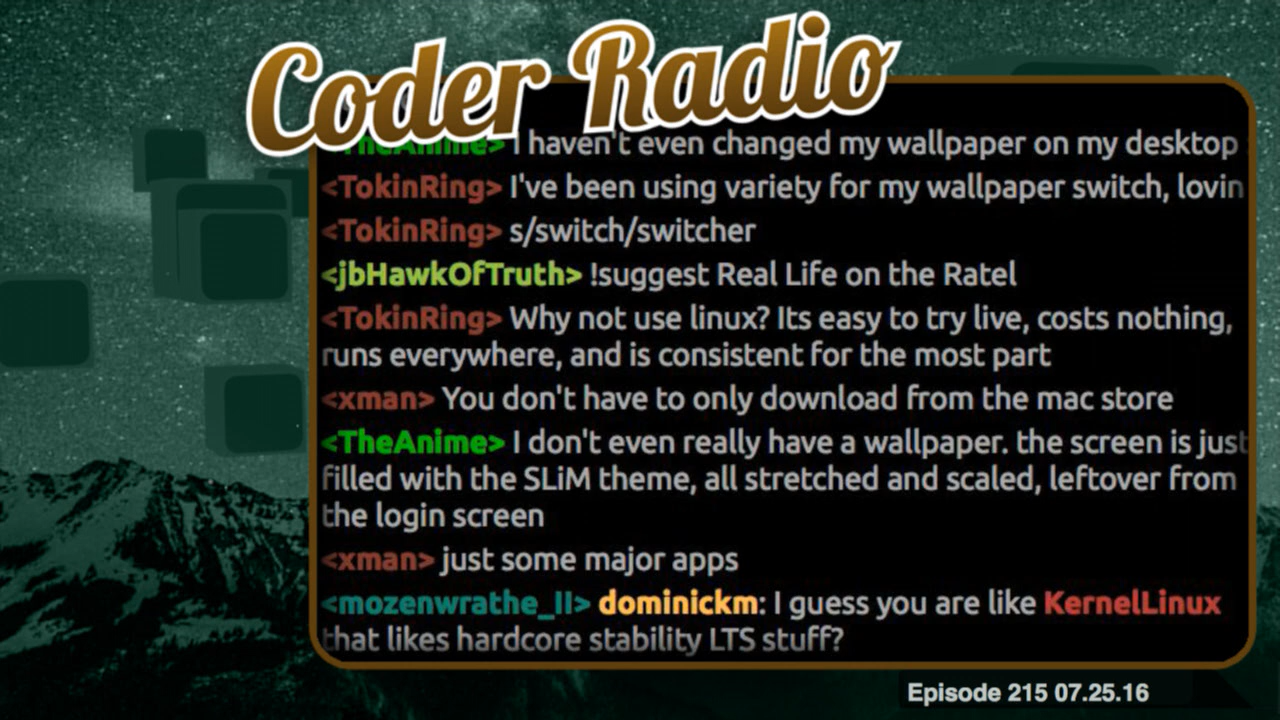 Coder Radio
<TheAnime> I haven't even changed my wallpaper on my desktop
<TokinRing> I've been using variety for my wallpaper switch, lovin
<TokinRing> s/switch/switcher
<jbHawkOfTruth> !suggest Real Life on the Ratel
<TokinRing> Why not use linux? Its easy to try live, costs nothing,
runs everywhere, and is consistent for the most part
<xman> You don't have to only download from the mac store
<TheAnime> I don't even really have a wallpaper. the screen is just
filled with the SLiM theme, all stretched and scaled, leftover from
the login screen
<xman> just some major apps
<mozenwrathe_II> dominickm: I guess you are like KernelLinux
that likes hardcore stability LTS stuff?
Episode 215 07.25.16